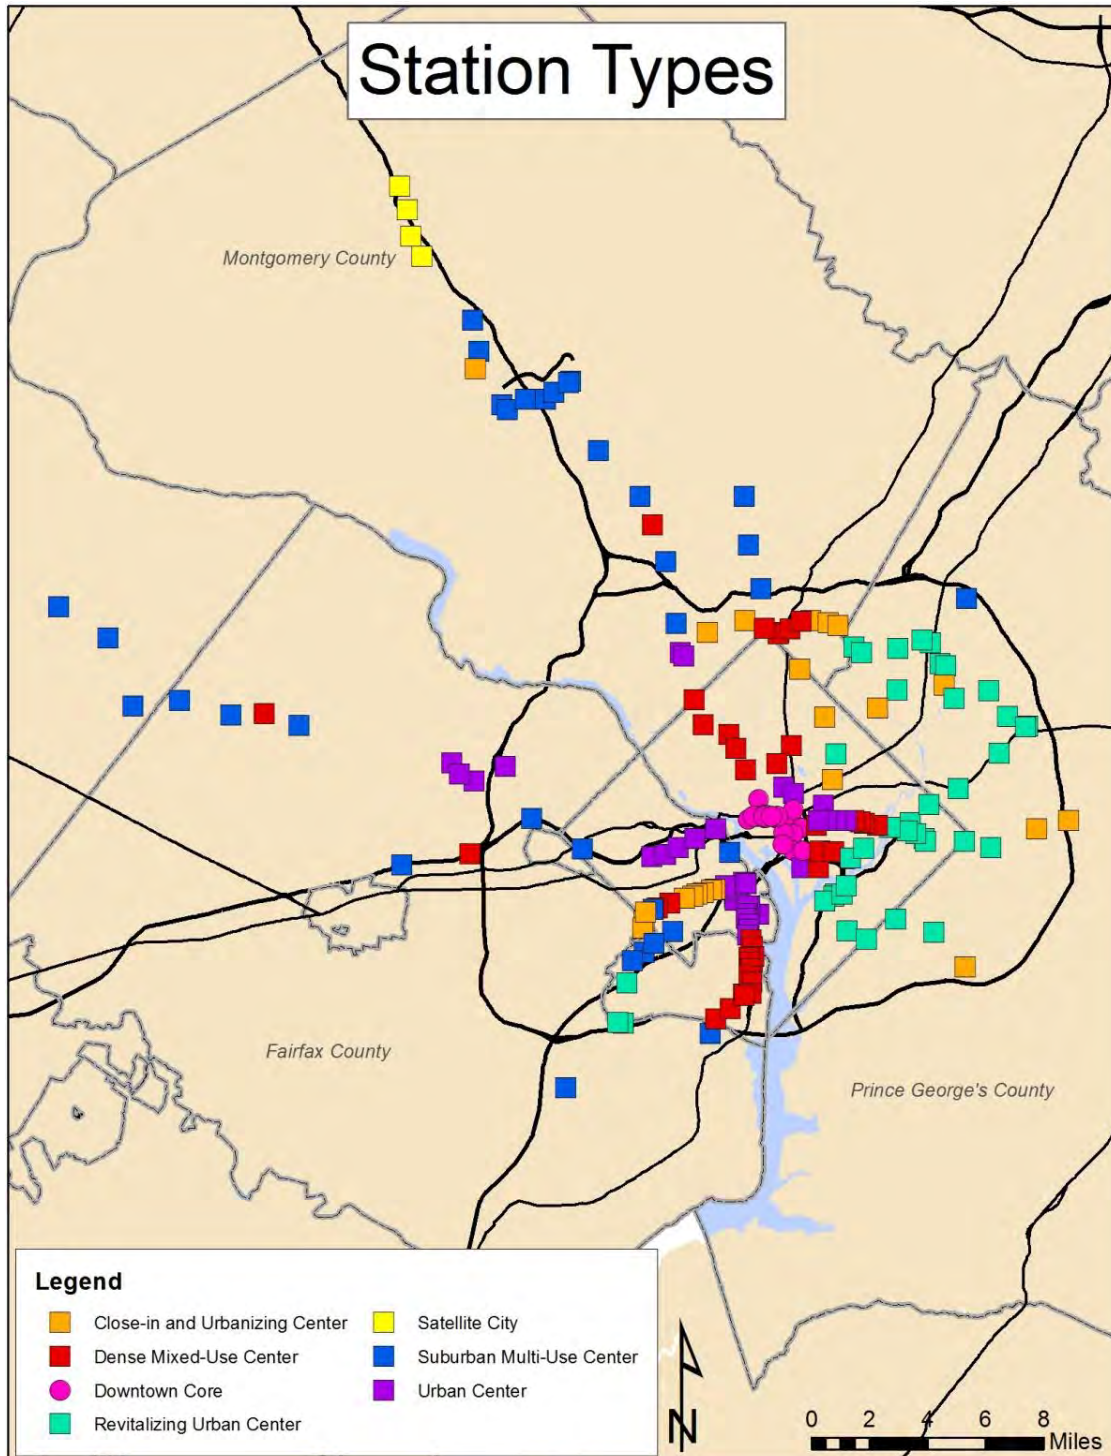 Station Types
Montgomery County
Fairfax County
Prince George's County
Legend
Close-in and Urbanizing Center
Dense Mixed-Use Center
Downtown Core
Revitalizing Urban Center
Satellite City
Suburban Multi-Use Center
Urban Center
N
0 2 4 6 8
Miles